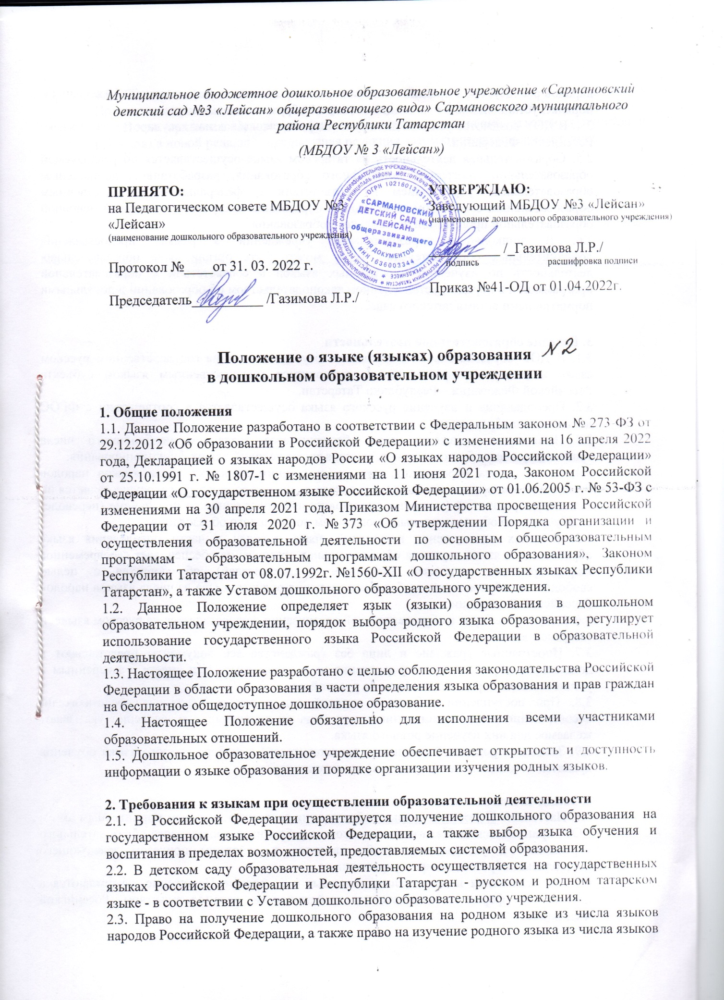 Муниципальное бюджетное дошкольное образовательное учреждение «Сармановский
детский сад №3 «Лейсан» общеразвивающего вида» Сармановского муниципального
района Республики Татарстан
(МБДОУ № 3 «Лейсан»)
ПРИНЯТО:
на Педагогическом совете МБДОУ №3
«Лейсан»
(наименование дошкольного образовательного учреждения)
Протокол №____от 31. 03. 2022 г.
Председатель__________ /Газимова Л.Р./
ОГРН 1021601313177
«САРМАНОВСКИЙ
ДЕТСКИЙ САД №3
«ЛЕЙСАН»
общеразвивающего
вида»
ДЛЯ ДОКУМЕНТОВ
ИНН 1636003344
УТВЕРЖДАЮ:
Заведующий МБДОУ №3 «Лейсан»
(наименование дошкольного образовательного учреждения)
__________ /_Газимова Л.Р./
подпись расшифровка подписи
Приказ №41-ОД от 01.04.2022г.
Положение о языке (языках) образования N 2
в дошкольном образовательном учреждении
1. Общие положения
1.1. Данное Положение разработано в соответствии с Федеральным законом № 273-ФЗ от
29.12.2012 «Об образовании в Российской Федерации» с изменениями на 16 апреля 2022
года, Декларацией о языках народов России «О языках народов Российской Федерации»
от 25.10.1991 г. № 1807-1 с изменениями на 11 июня 2021 года, Законом Российской
Федерации «О государственном языке Российской Федерации» от 01.06.2005 г. № 53-ФЗ с
изменениями на 30 апреля 2021 года, Приказом Министерства просвещения Российской
Федерации от 31 июля 2020 г. № 373 «Об утверждении Порядка организации и
осуществления образовательной деятельности по основным общеобразовательным
программам - образовательным программам дошкольного образования», Законом
Республики Татарстан от 08.07.1992г. №1560-XII «О государственных языках Республики
Татарстан», а также Уставом дошкольного образовательного учреждения.
1.2. Данное Положение определяет язык (языки) образования в дошкольном
образовательном учреждении, порядок выбора родного языка образования, регулирует
использование государственного языка Российской Федерации в образовательной
деятельности.
1.3. Настоящее Положение разработано с целью соблюдения законодательства Российской
Федерации в области образования в части определения языка образования и прав граждан
на бесплатное общедоступное дошкольное образование.
1.4. Настоящее Положение обязательно для исполнения всеми участниками
образовательных отношений.
1.5. Дошкольное образовательное учреждение обеспечивает открытость и доступность
информации о языке образования и порядке организации изучения родных языков.
2. Требования к языкам при осуществлении образовательной деятельности
2.1. В Российской Федерации гарантируется получение дошкольного образования на
государственном языке Российской Федерации, а также выбор языка обучения и
воспитания в пределах возможностей, предоставляемых системой образования.
2.2. В детском саду образовательная деятельность осуществляется на государственных
языках Российской Федерации и Республики Татарстан - русском и родном татарском
языке - в соответствии с Уставом дошкольного образовательного учреждения.
2.3. Право на получение дошкольного образования на родном языке из числа языков
народов Российской Федерации, а также право на изучение родного языка из числа языков